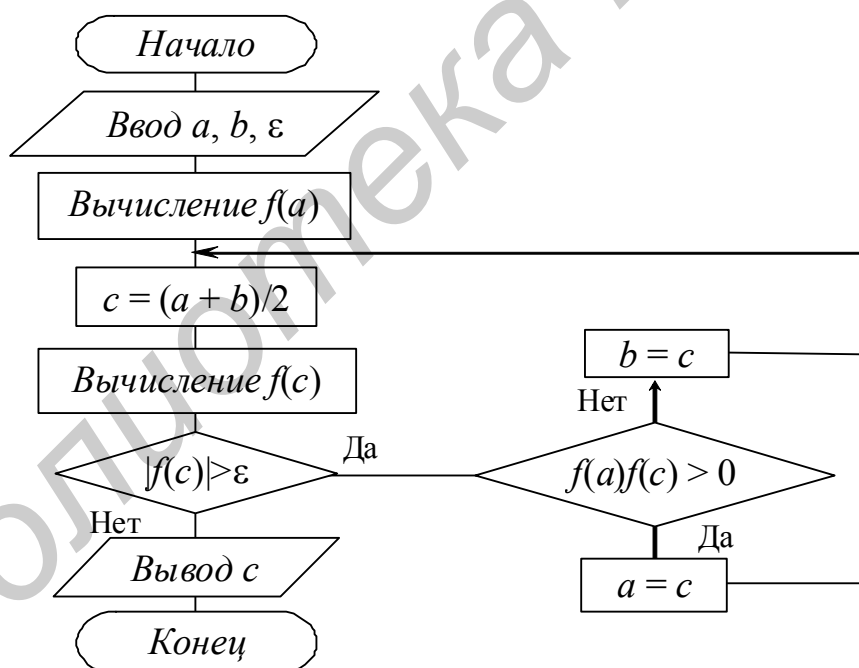 Начало
Ввод a, b, ε
Вычисление f(a)
c = (a + b)/2
Вычисление f(c)
|f(c)|>ε
Да
Нет
Вывод c
Конец
b = c
Нет
f(a)f(c) > 0
Да
a = c